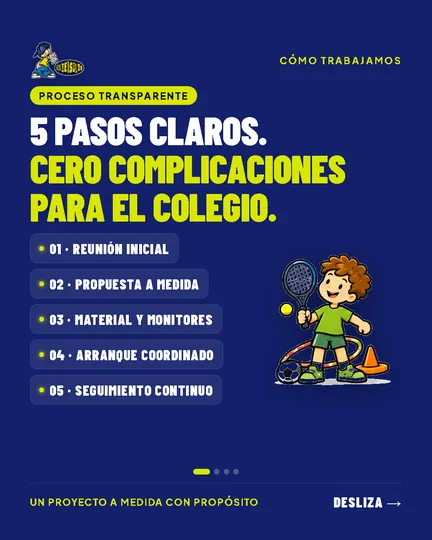 CÓMO TRABAJAMOS
PROCESO TRANSPARENTE
5 PASOS CLAROS.
CERO COMPLICACIONES
PARA EL COLEGIO.
01 · REUNIÓN INICIAL
02 · PROPUESTA A MEDIDA
03 · MATERIAL Y MONITORES
04 · ARRANQUE COORDINADO
05 · SEGUIMIENTO CONTINUO
UN PROYECTO A MEDIDA CON PROPÓSITO
DESLIZA →